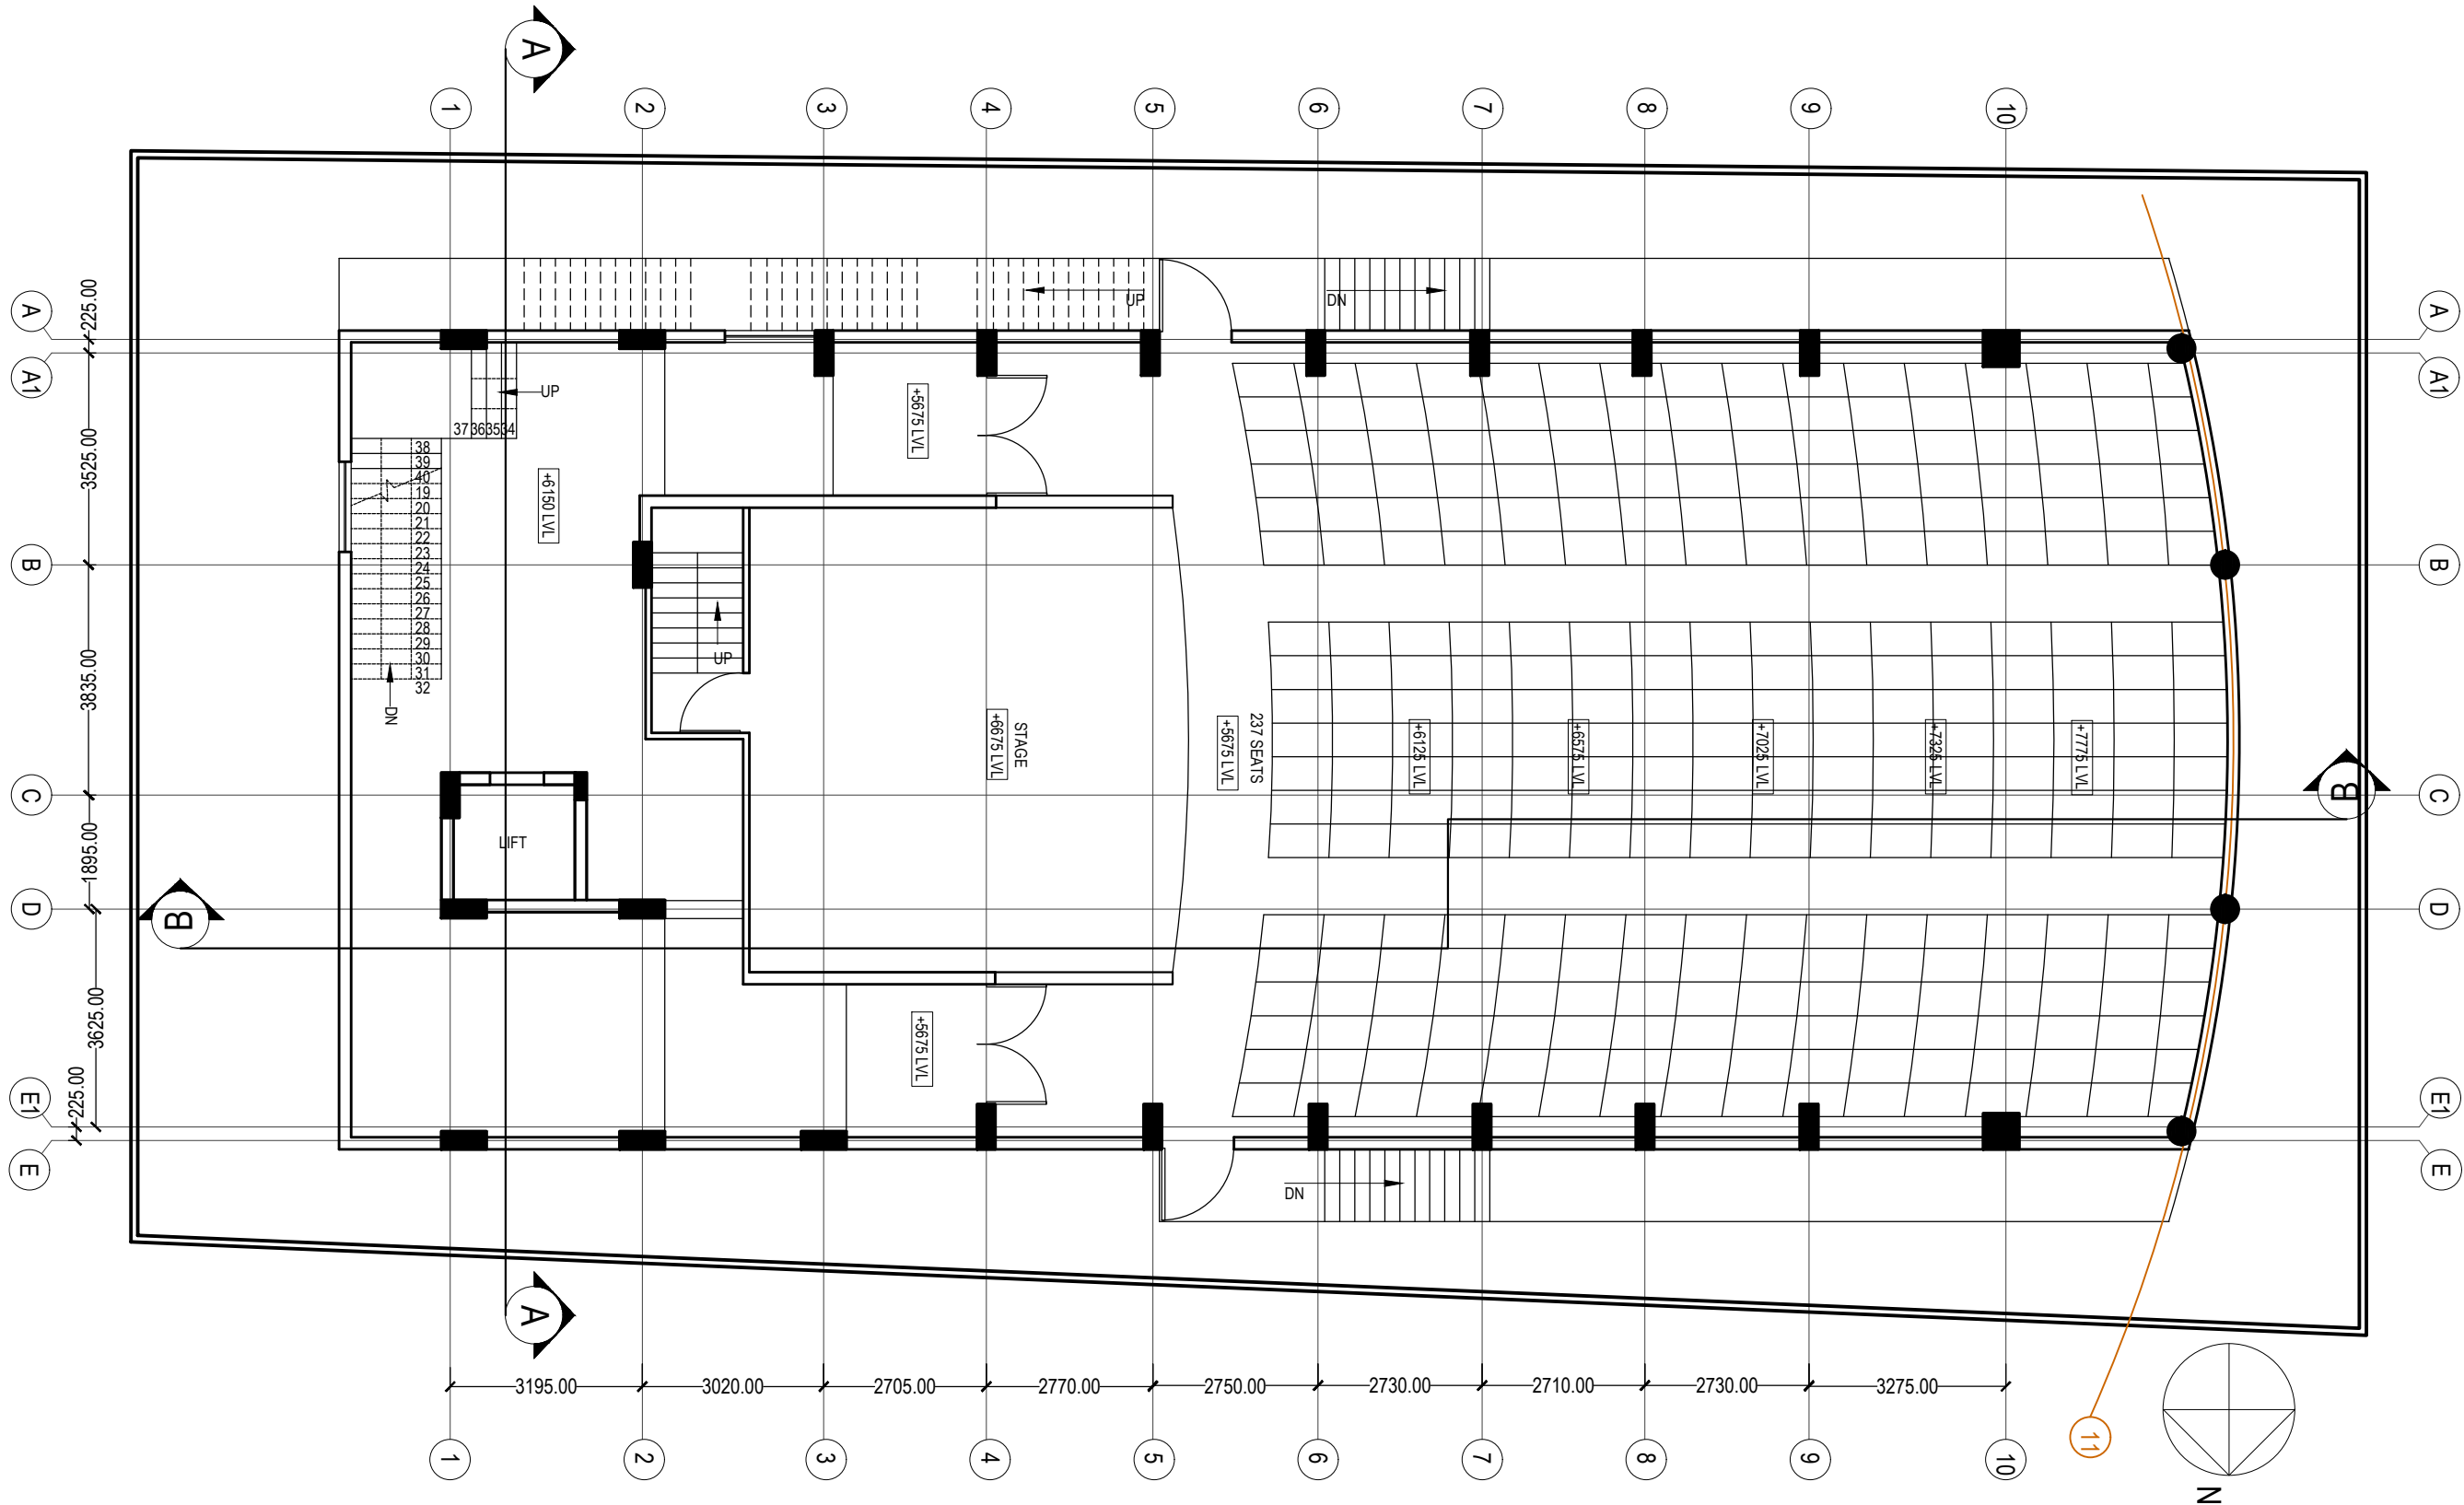 A
1
2
3
4
5
6
7
8
9
10
A
A1
B
C
D
E1
E
A
A1
B
C
D
E1
E
225.00
3525.00
3835.00
1895.00
3625.00
225.00
UP
DN
UP
37 36 35 34
38
39
40
19
20
21
22
23
24
25
26
27
28
29
30
31
32
DN
+6150 LVL
+5675 LVL
UP
LIFT
STAGE
+6675 LVL
237 SEATS
+5675 LVL
+6125 LVL
+6575 LVL
+7025 LVL
+7325 LVL
+7775 LVL
B
B
+5675 LVL
DN
A
3195.00
3020.00
2705.00
2770.00
2750.00
2730.00
2710.00
2730.00
3275.00
1
2
3
4
5
6
7
8
9
10
11
N